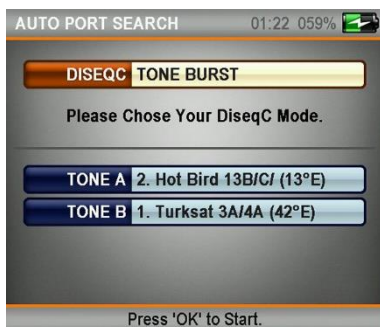 AUTO PORT SEARCH 01:22 059%
DISEQC TONE BURST
Please Chose Your DiseqC Mode.
TONE A 2. Hot Bird 13B/C/ (13°E)
TONE B 1. Turksat 3A/4A (42°E)
Press 'OK' to Start.